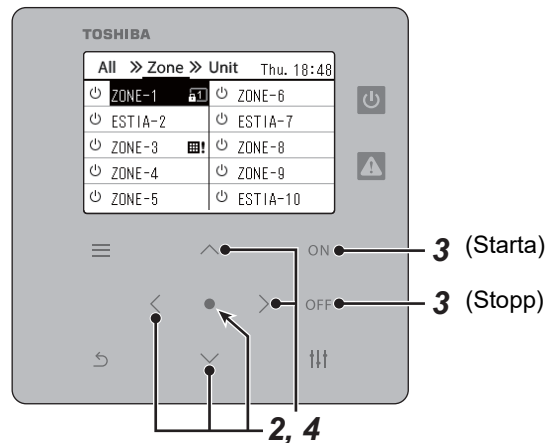 TOSHIBA
All » Zone » Unit Thu. 18:48
ZONE-1 1 ZONE-6
ESTIA-2 ESTIA-7
ZONE-3 ! ZONE-8
ZONE-4 ZONE-9
ZONE-5 ESTIA-10
ON 3 (Starta)
OFF 3 (Stopp)
2, 4